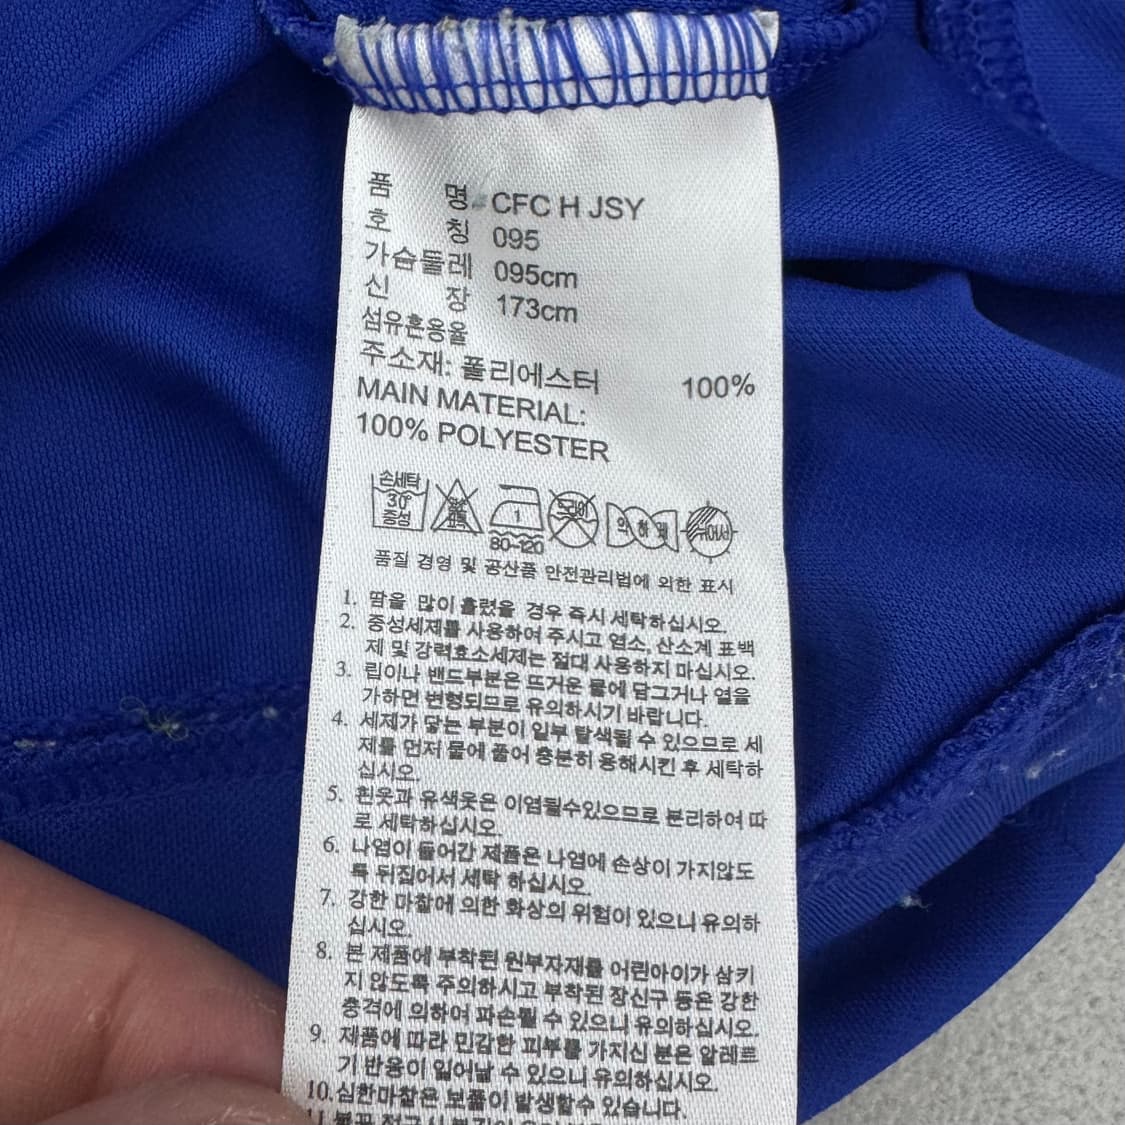 품 명 CFC H JSY
호 칭 095
가슴둘레 095cm
신 장 173cm
섬유혼용율
주소재: 폴리에스터 100%
MAIN MATERIAL:
100% POLYESTER
손세탁 30° 중성 염소표백 1 80-120 드라이 약하게 뉘어서
품질 경영 및 공산품 안전관리법에 의한 표시
1. 땀을 많이 흘렸을 경우 즉시 세탁하십시오.
2. 중성세제를 사용하여 주시고 염소, 산소계 표백
제 및 강력효소세제는 절대 사용하지 마십시오.
3. 립이나 밴드부분은 뜨거운 물에 담그거나 열을
가하면 변형되므로 유의하시기 바랍니다.
4. 세제가 닿는 부분이 일부 탈색될 수 있으므로 세
제를 먼저 물에 풀어 충분히 용해시킨 후 세탁하
십시오.
5. 흰옷과 유색옷은 이염될수있으므로 분리하여 따
로 세탁하십시오.
6. 나염이 들어간 제품은 나염에 손상이 가지않도
록 뒤집어서 세탁 하십시오.
7. 강한 마찰에 의한 화상의 위험이 있으니 유의하
십시오.
8. 본 제품에 부착된 원부자재를 어린아이가 삼키
지 않도록 주의하시고 부착된 장신구 등은 강한
충격에 의하여 파손될 수 있으니 유의하십시오.
9. 제품에 따라 민감한 피부를 가지신 분은 알레르
기 반응이 일어날 수 있으니 유의하십시오.
10.심한마찰은 보풀이 발생할수 있습니다.